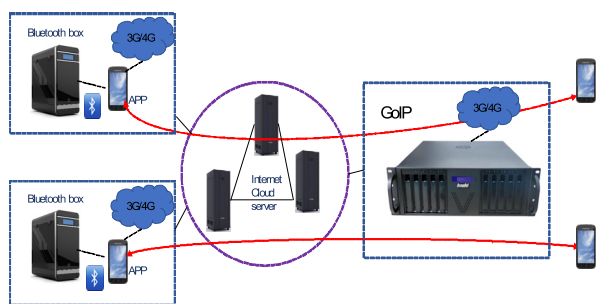 Bluetooth box
3G/4G
APP
GoIP
3G/4G
Internet
Cloud
server
Bluetooth box
3G/4G
APP